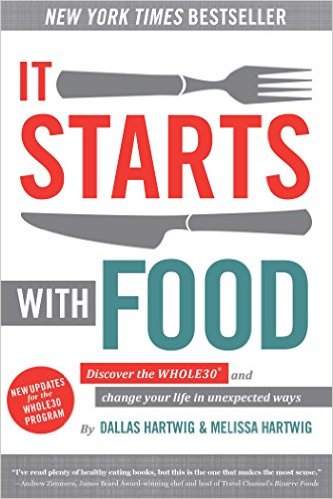 NEW YORK TIMES BESTSELLER
IT
STARTS
WITH FOOD
Discover the WHOLE30® and
change your life in unexpected ways
NEW UPDATES
for the
WHOLE30
PROGRAM
By DALLAS HARTWIG & MELISSA HARTWIG
"I've read plenty of healthy eating books, but this is the one that makes the most sense."
—Andrew Zimmern, James Beard Award-winning chef and host of Travel Channel's Bizarre Foods